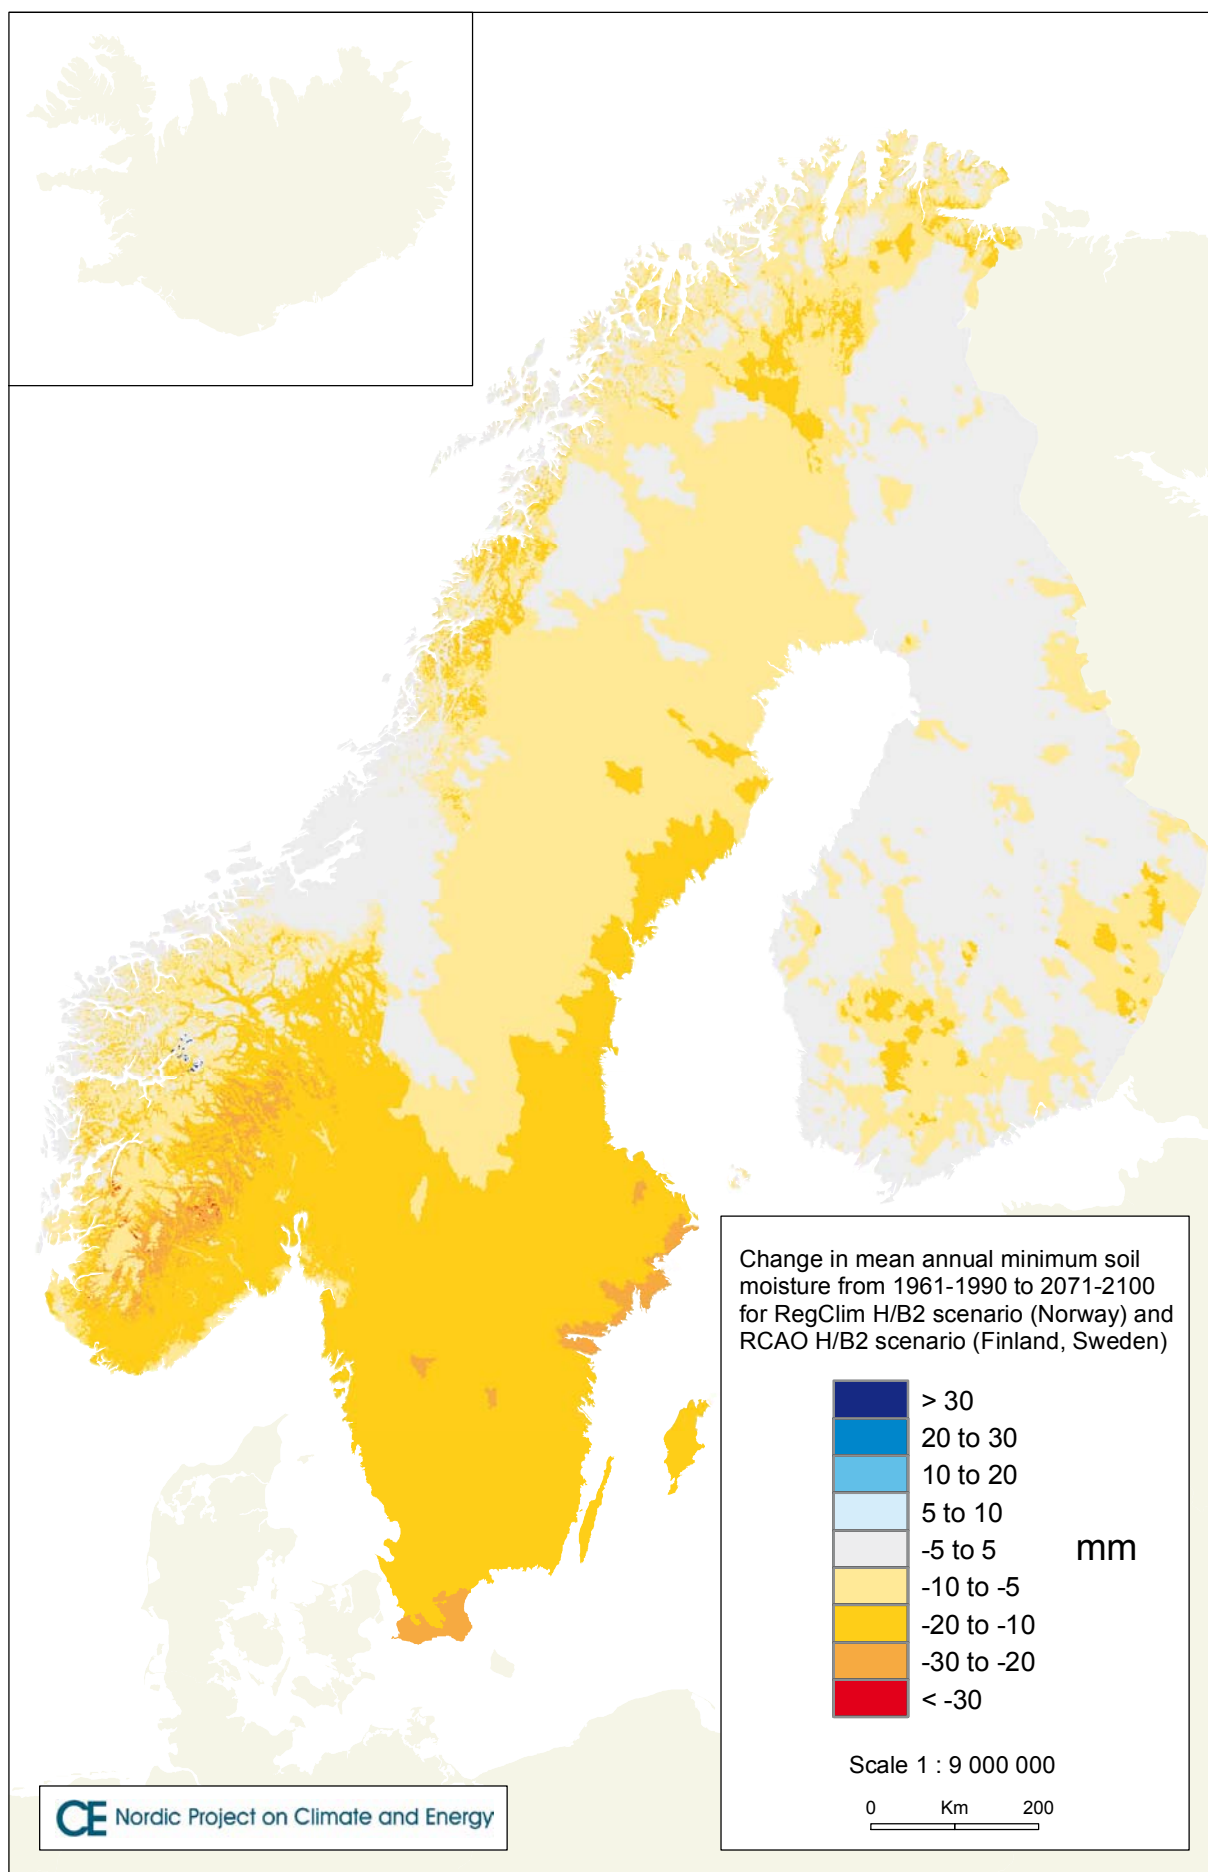 Change in mean annual minimum soil
moisture from 1961-1990 to 2071-2100
for RegClim H/B2 scenario (Norway) and
RCAO H/B2 scenario (Finland, Sweden)
> 30
20 to 30
10 to 20
5 to 10
-5 to 5
mm
-10 to -5
-20 to -10
-30 to -20
< -30
Scale 1 : 9 000 000
0 Km 200
CE Nordic Project on Climate and Energy